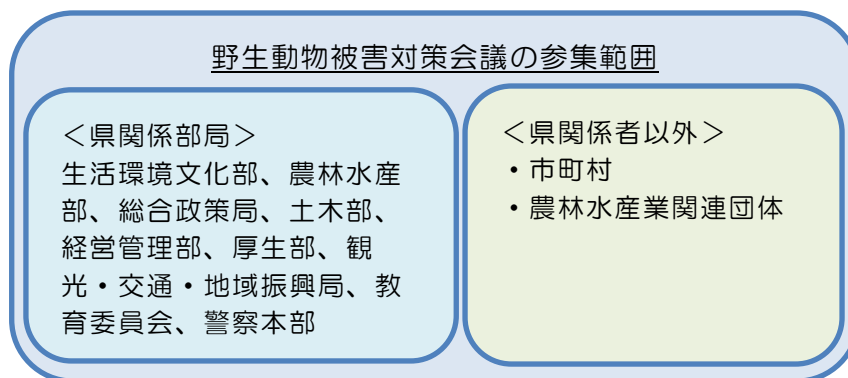 野生動物被害対策会議の参集範囲
＜県関係部局＞
生活環境文化部、農林水産
部、総合政策局、土木部、
経営管理部、厚生部、観
光・交通・地域振興局、教
育委員会、警察本部
＜県関係者以外＞
・市町村
・農林水産業関連団体